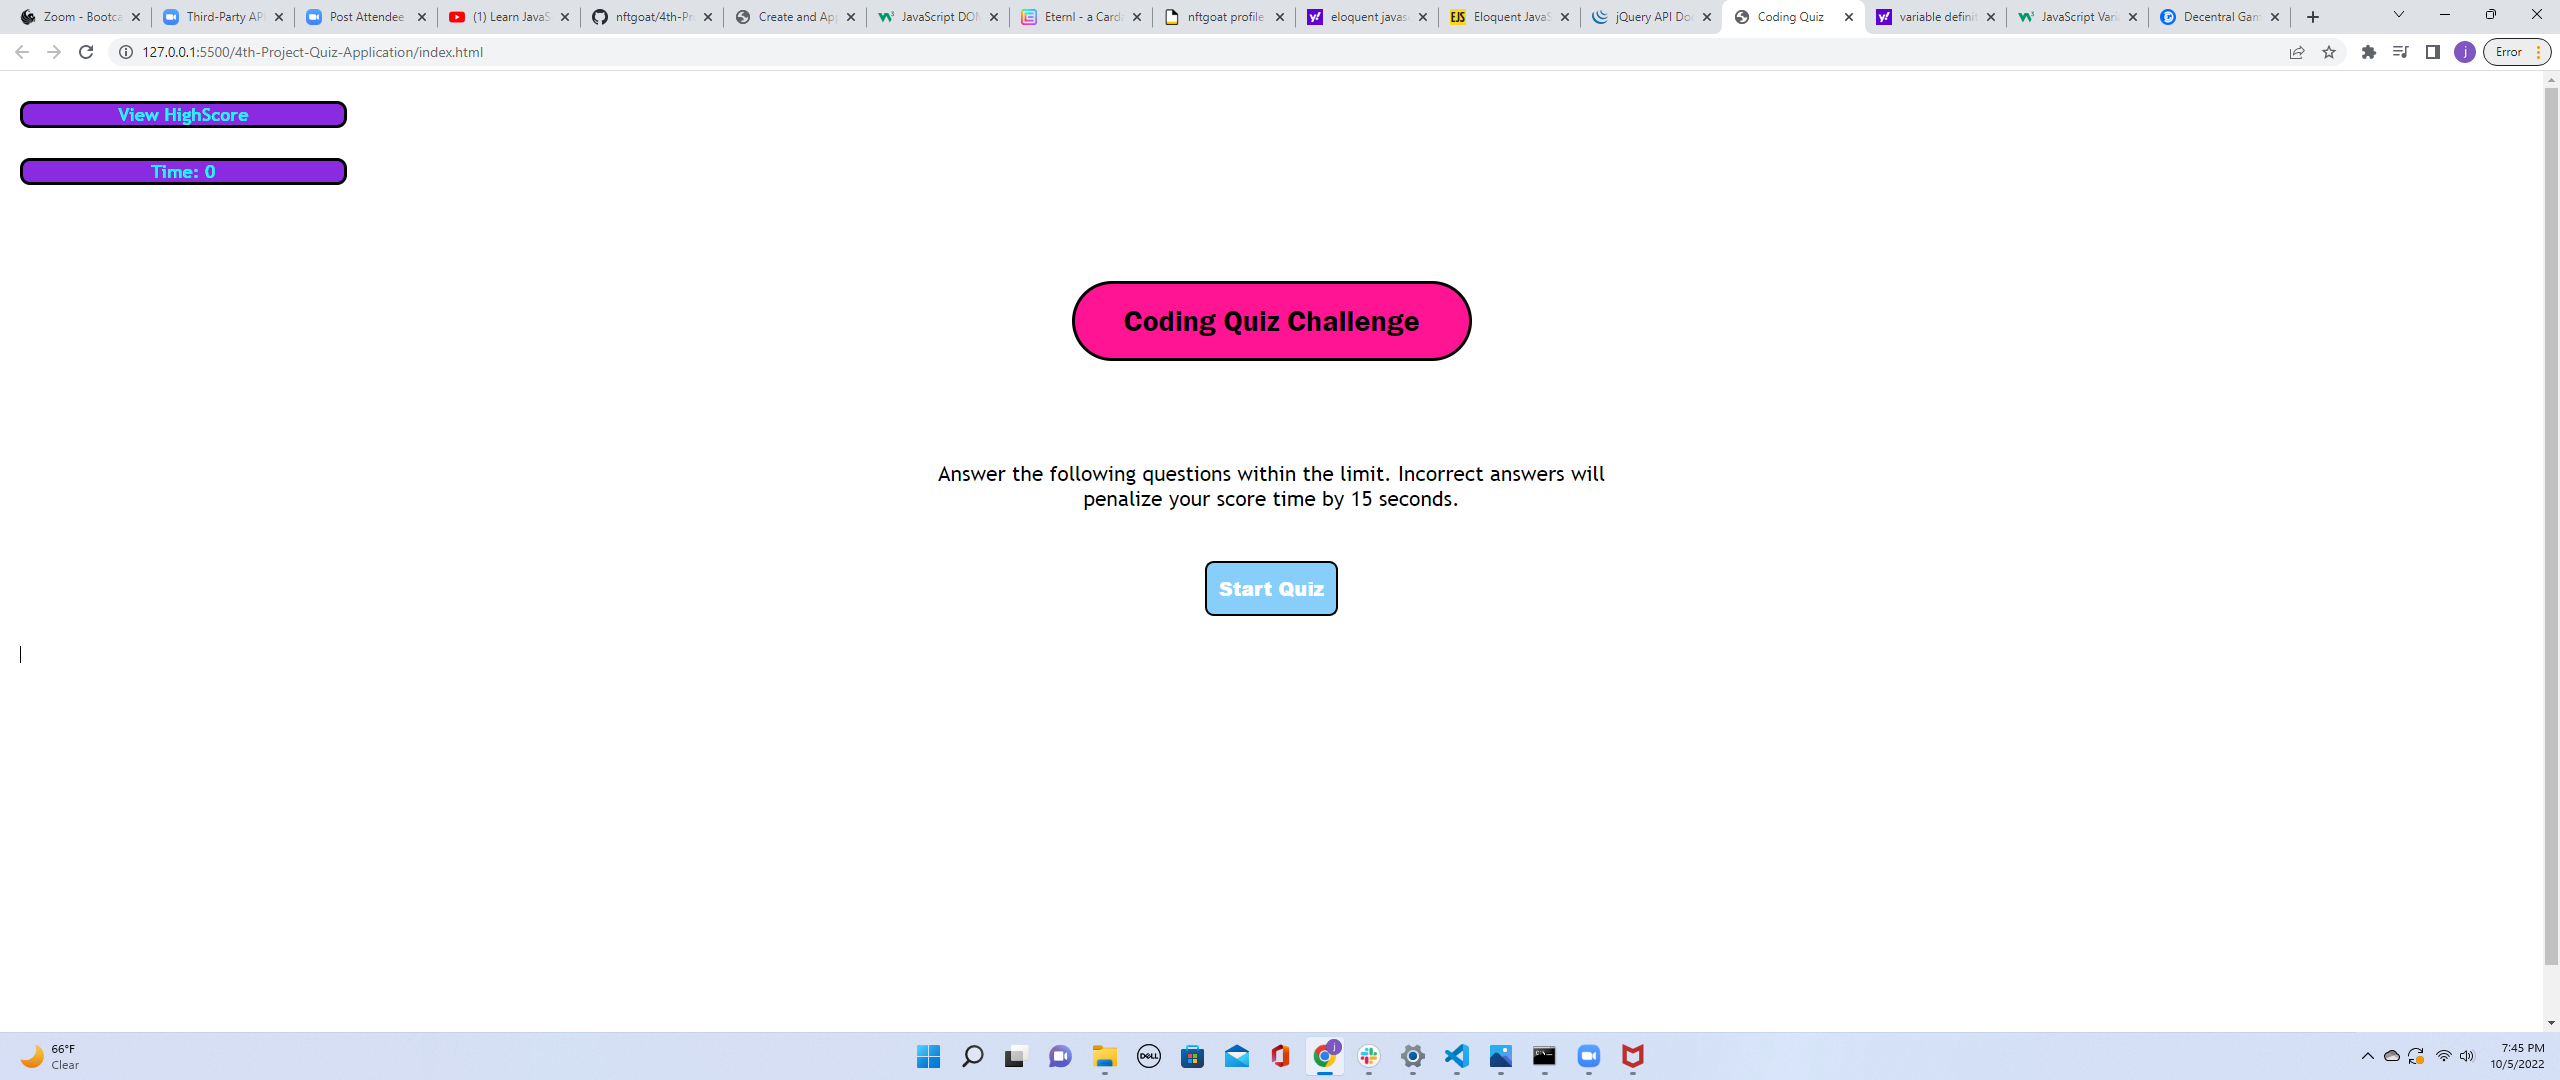 Zoom - Bootca
Third-Party AP
Post Attendee
(1) Learn JavaS
nftgoat/4th-Pr
Create and Ap
JavaScript DO
Eternl - a Card
nftgoat profile
eloquent javas
EJS Eloquent JavaS
jQuery API Do
Coding Quiz
variable definit
JavaScript Vari
Decentral Gam
127.0.0.1:5500/4th-Project-Quiz-Application/index.html
j
Error
View HighScore
Time: 0
Coding Quiz Challenge
Answer the following questions within the limit. Incorrect answers will
penalize your score time by 15 seconds.
Start Quiz
66°F
Clear
DELL
j
7:45 PM
10/5/2022